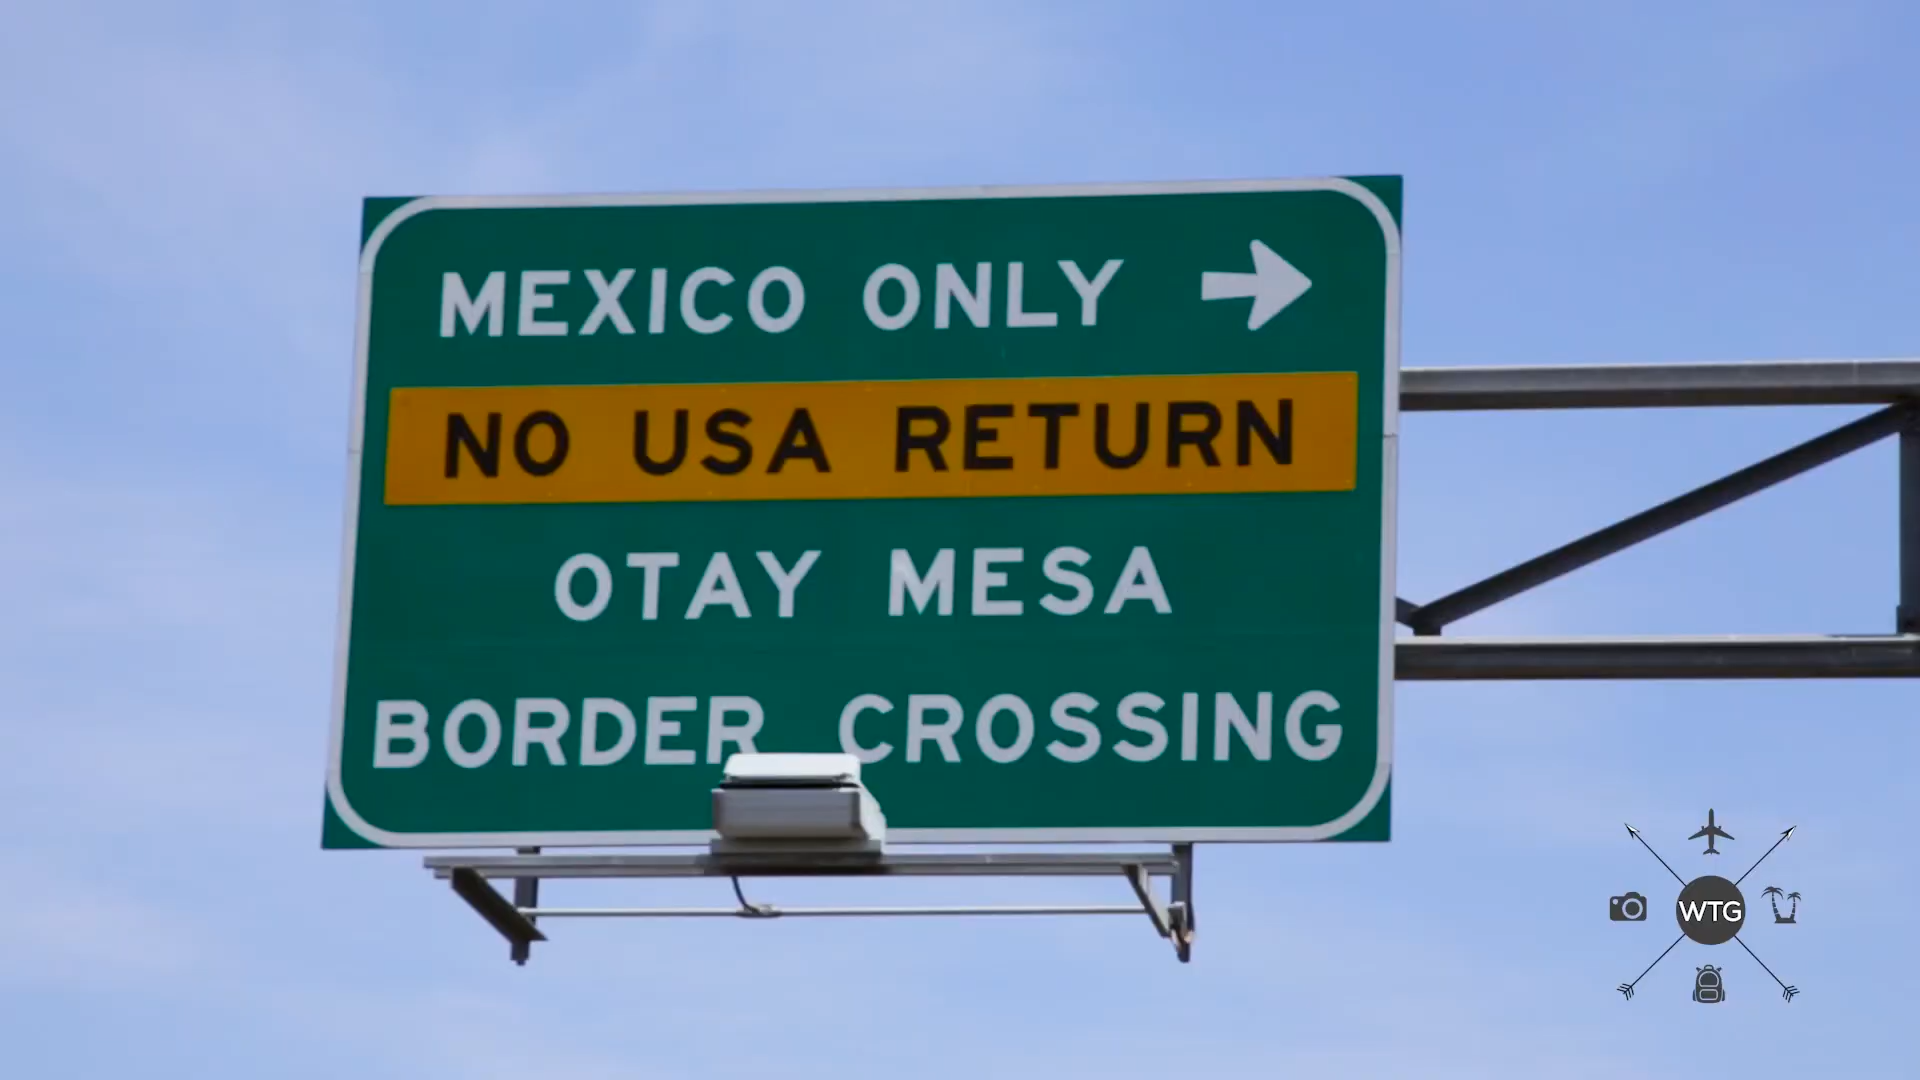 MEXICO ONLY →
NO USA RETURN
OTAY MESA
BORDER CROSSING
WTG